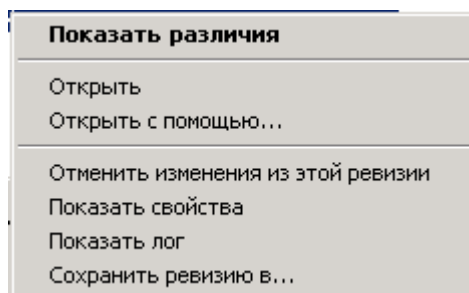 Показать различия
Открыть
Открыть с помощью...
Отменить изменения из этой ревизии
Показать свойства
Показать лог
Сохранить ревизию в...